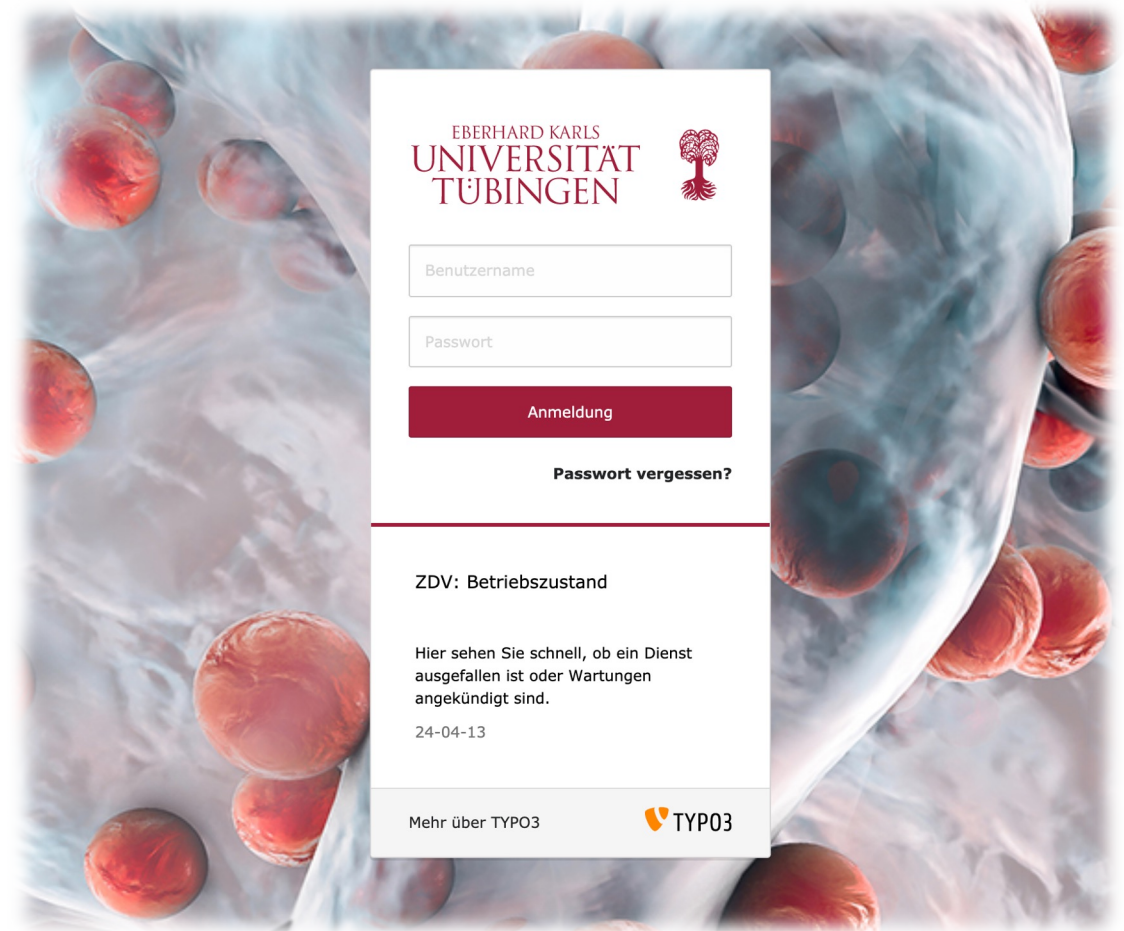 EBERHARD KARLS
UNIVERSITÄT
TÜBINGEN
Benutzername
Passwort
Anmeldung
Passwort vergessen?
ZDV: Betriebszustand
Hier sehen Sie schnell, ob ein Dienst
ausgefallen ist oder Wartungen
angekündigt sind.
24-04-13
Mehr über TYPO3
TYPO3